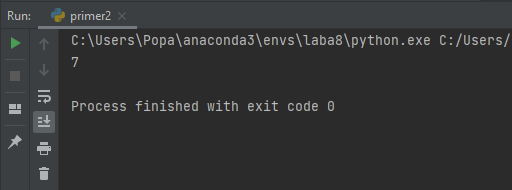 Run: primer2
C:\Users\Popa\anaconda3\envs\laba8\python.exe C:/Users/
7
Process finished with exit code 0